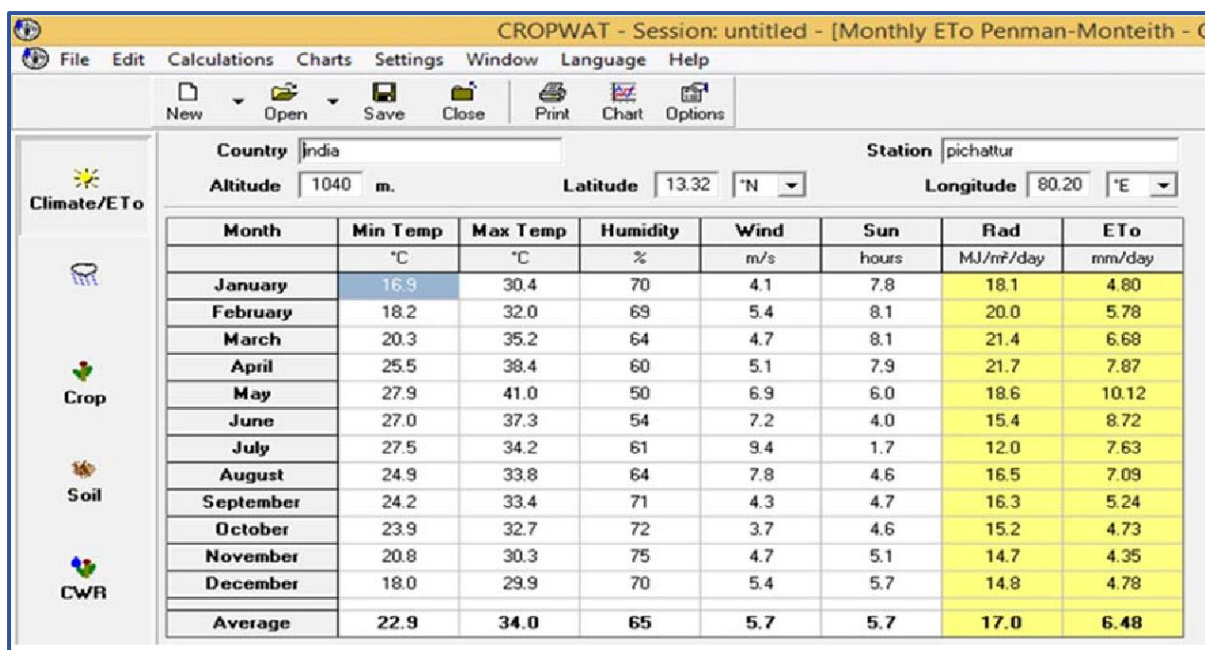 CROPWAT - Session: untitled - [Monthly ETo Penman-Monteith -
File Edit Calculations Charts Settings Window Language Help
New Open Save Close Print Chart Options
Country india Station pichattur
Altitude 1040 m. Latitude 13.32 °N Longitude 80.20 °E
Climate/ETo
Crop
Soil
CWR
Month Min Temp Max Temp Humidity Wind Sun Rad ETo
°C °C % m/s hours MJ/m²/day mm/day
January 16.9 30.4 70 4.1 7.8 18.1 4.80
February 18.2 32.0 69 5.4 8.1 20.0 5.78
March 20.3 35.2 64 4.7 8.1 21.4 6.68
April 25.5 38.4 60 5.1 7.9 21.7 7.87
May 27.9 41.0 50 6.9 6.0 18.6 10.12
June 27.0 37.3 54 7.2 4.0 15.4 8.72
July 27.5 34.2 61 9.4 1.7 12.0 7.63
August 24.9 33.8 64 7.8 4.6 16.5 7.09
September 24.2 33.4 71 4.3 4.7 16.3 5.24
October 23.9 32.7 72 3.7 4.6 15.2 4.73
November 20.8 30.3 75 4.7 5.1 14.7 4.35
December 18.0 29.9 70 5.4 5.7 14.8 4.78
Average 22.9 34.0 65 5.7 5.7 17.0 6.48